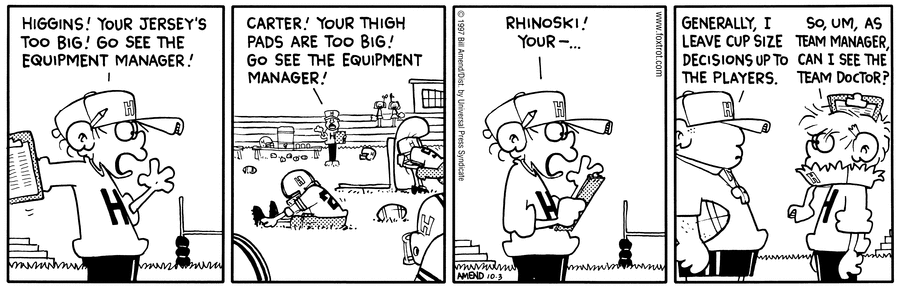 HIGGINS! YOUR JERSEY'S
TOO BIG! GO SEE THE
EQUIPMENT MANAGER!
H
H
CARTER! YOUR THIGH
PADS ARE TOO BIG!
GO SEE THE EQUIPMENT
MANAGER!
H
© 1997 Bill Amend/Dist. by Universal Press Syndicate
RHINOSKI!
YOUR -...
H
H
AMEND 10.3
www.foxtrot.com
GENERALLY, I
LEAVE CUP SIZE
DECISIONS UP TO
THE PLAYERS.
SO, UM, AS
TEAM MANAGER,
CAN I SEE THE
TEAM DOCTOR?
H
H
H